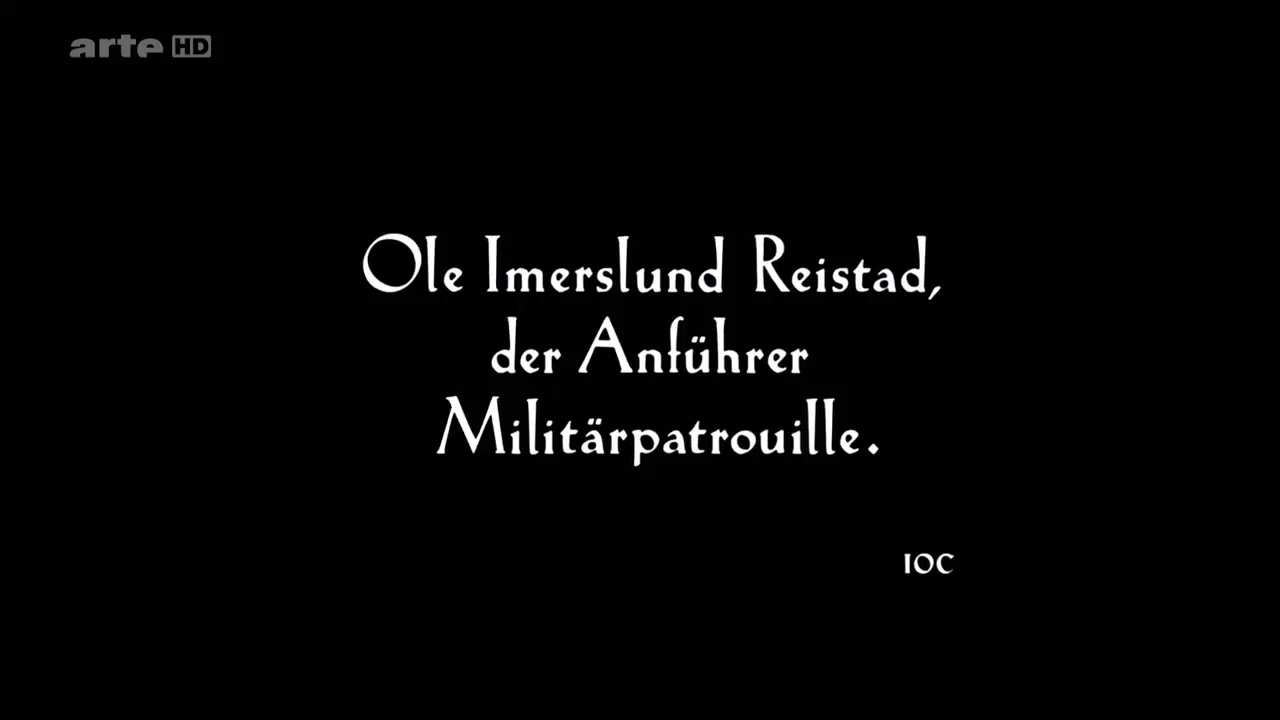 arte HD
Ole Imerslund Reistad,
der Anführer
Militärpatrouille.
IOC